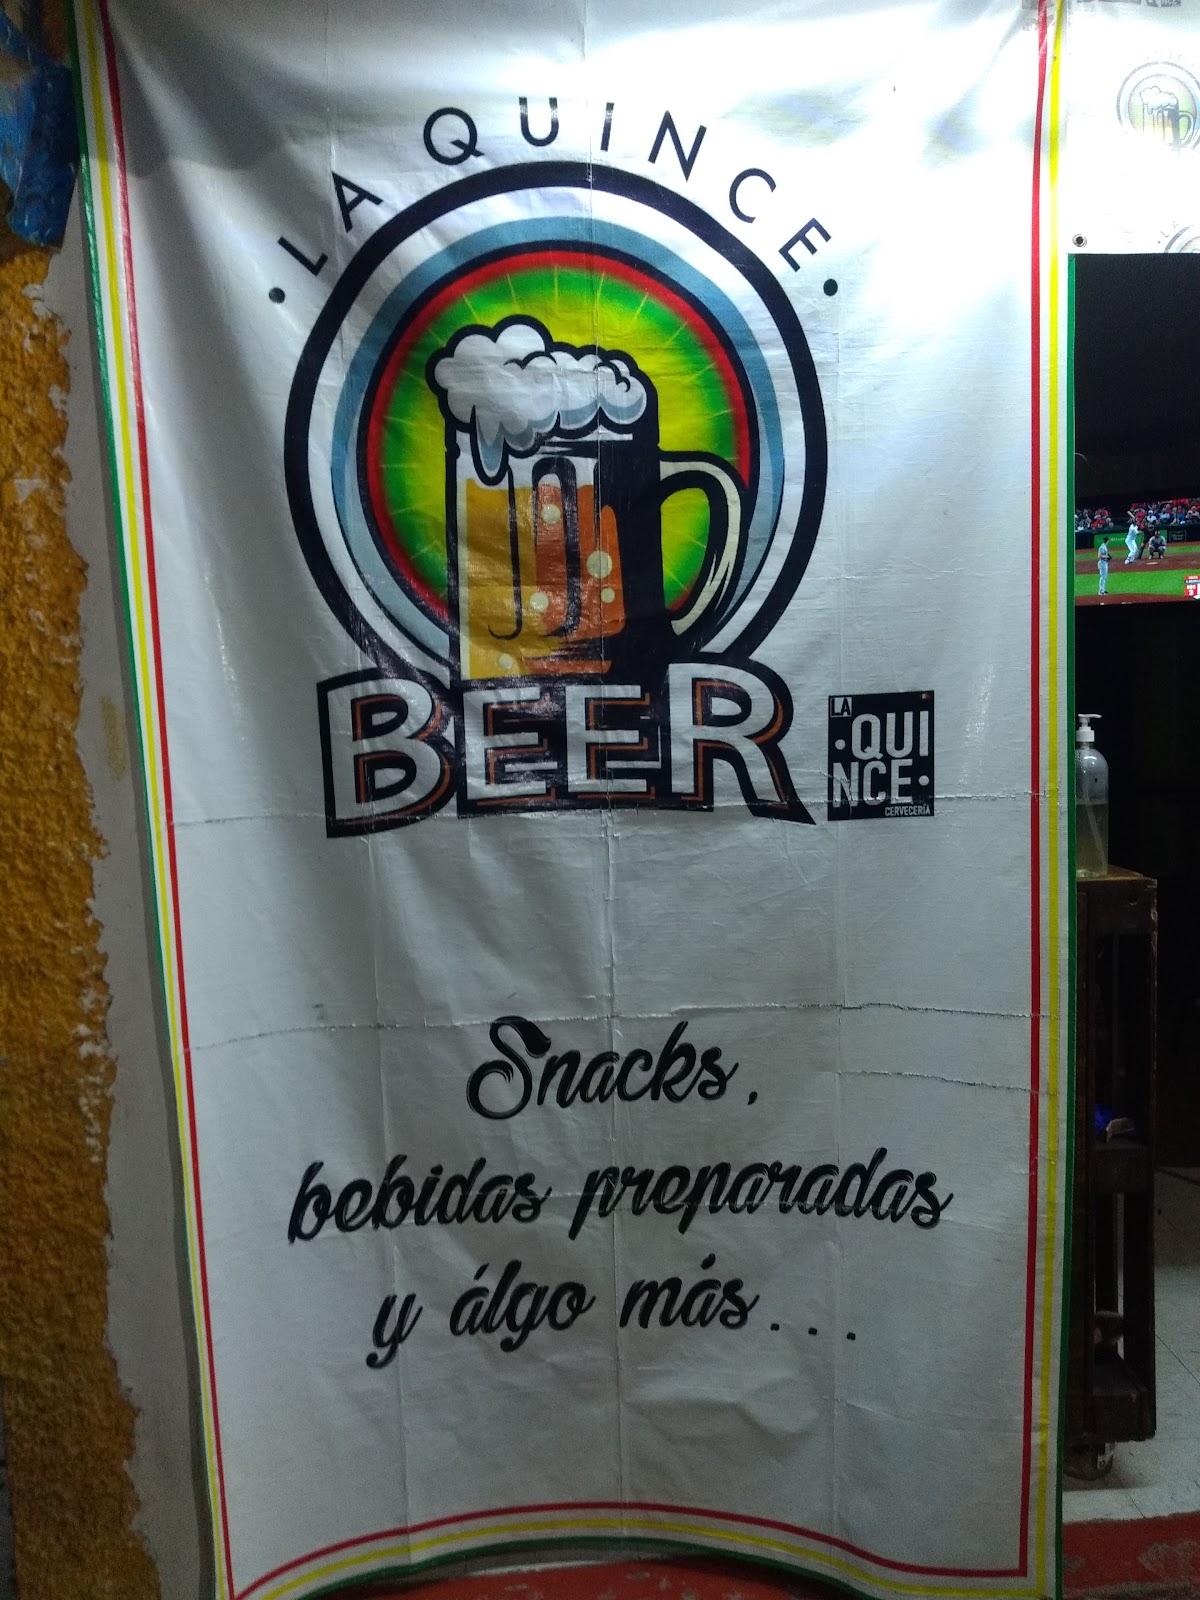 · LA QUINCE ·
BEER
LA
·QUI
NCE·
CERVECERÍA
Snacks,
bebidas preparadas
y álgo más...